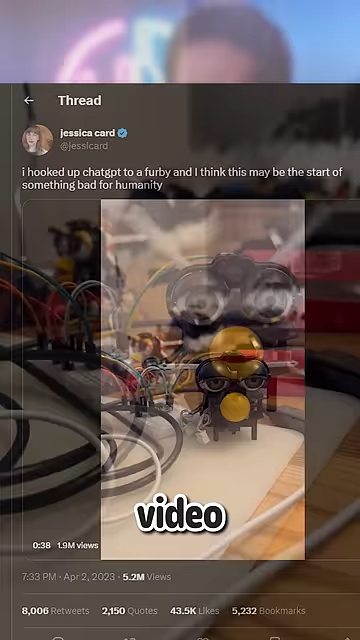 Thread
jessica card
@jessicard
i hooked up chatgpt to a furby and I think this may be the start of
something bad for humanity
video
0:38 1.9M views
7:33 PM · Apr 2, 2023 · 5.2M Views
8,006 Retweets 2,150 Quotes 43.5K Likes 5,232 Bookmarks